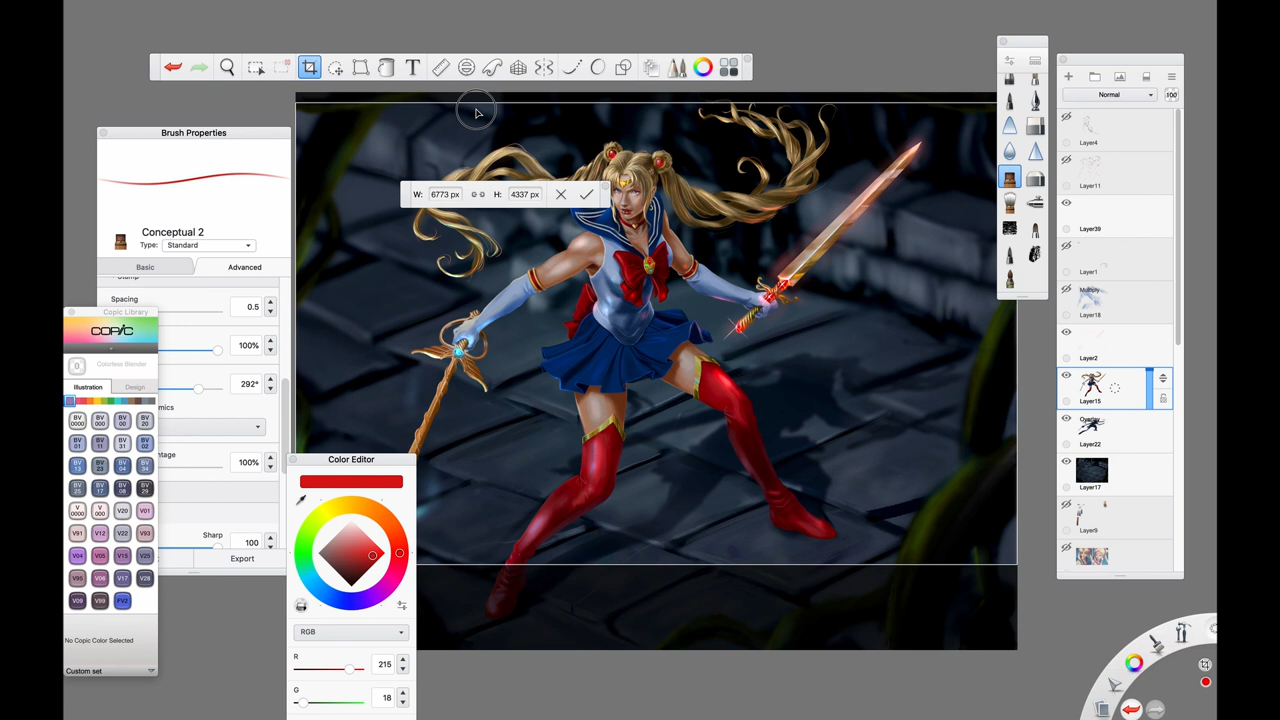 T
Brush Properties
Conceptual 2
Type: Standard
Basic
Advanced
Stamp
Spacing
0.5
100%
292°
100%
Sharp
100
Export
Copic Library
COPIC
0
Colorless Blender
Illustration
Design
BV 0000
BV 000
BV 00
BV 20
BV 01
BV 11
BV 31
BV 02
BV 13
BV 23
BV 04
BV 34
BV 25
BV 17
BV 08
BV 29
V 0000
V 000
V20
V01
V91
V12
V22
V93
V04
V05
V15
V25
V95
V06
V17
V28
V09
V99
FV2
No Copic Color Selected
Custom set
W: 6773 px
H: 4337 px
Color Editor
RGB
R
215
G
18
Normal
100
Layer4
Layer11
Layer39
Layer1
Multiply
Layer18
Layer2
Layer15
Overlay
Layer22
Layer17
Layer9